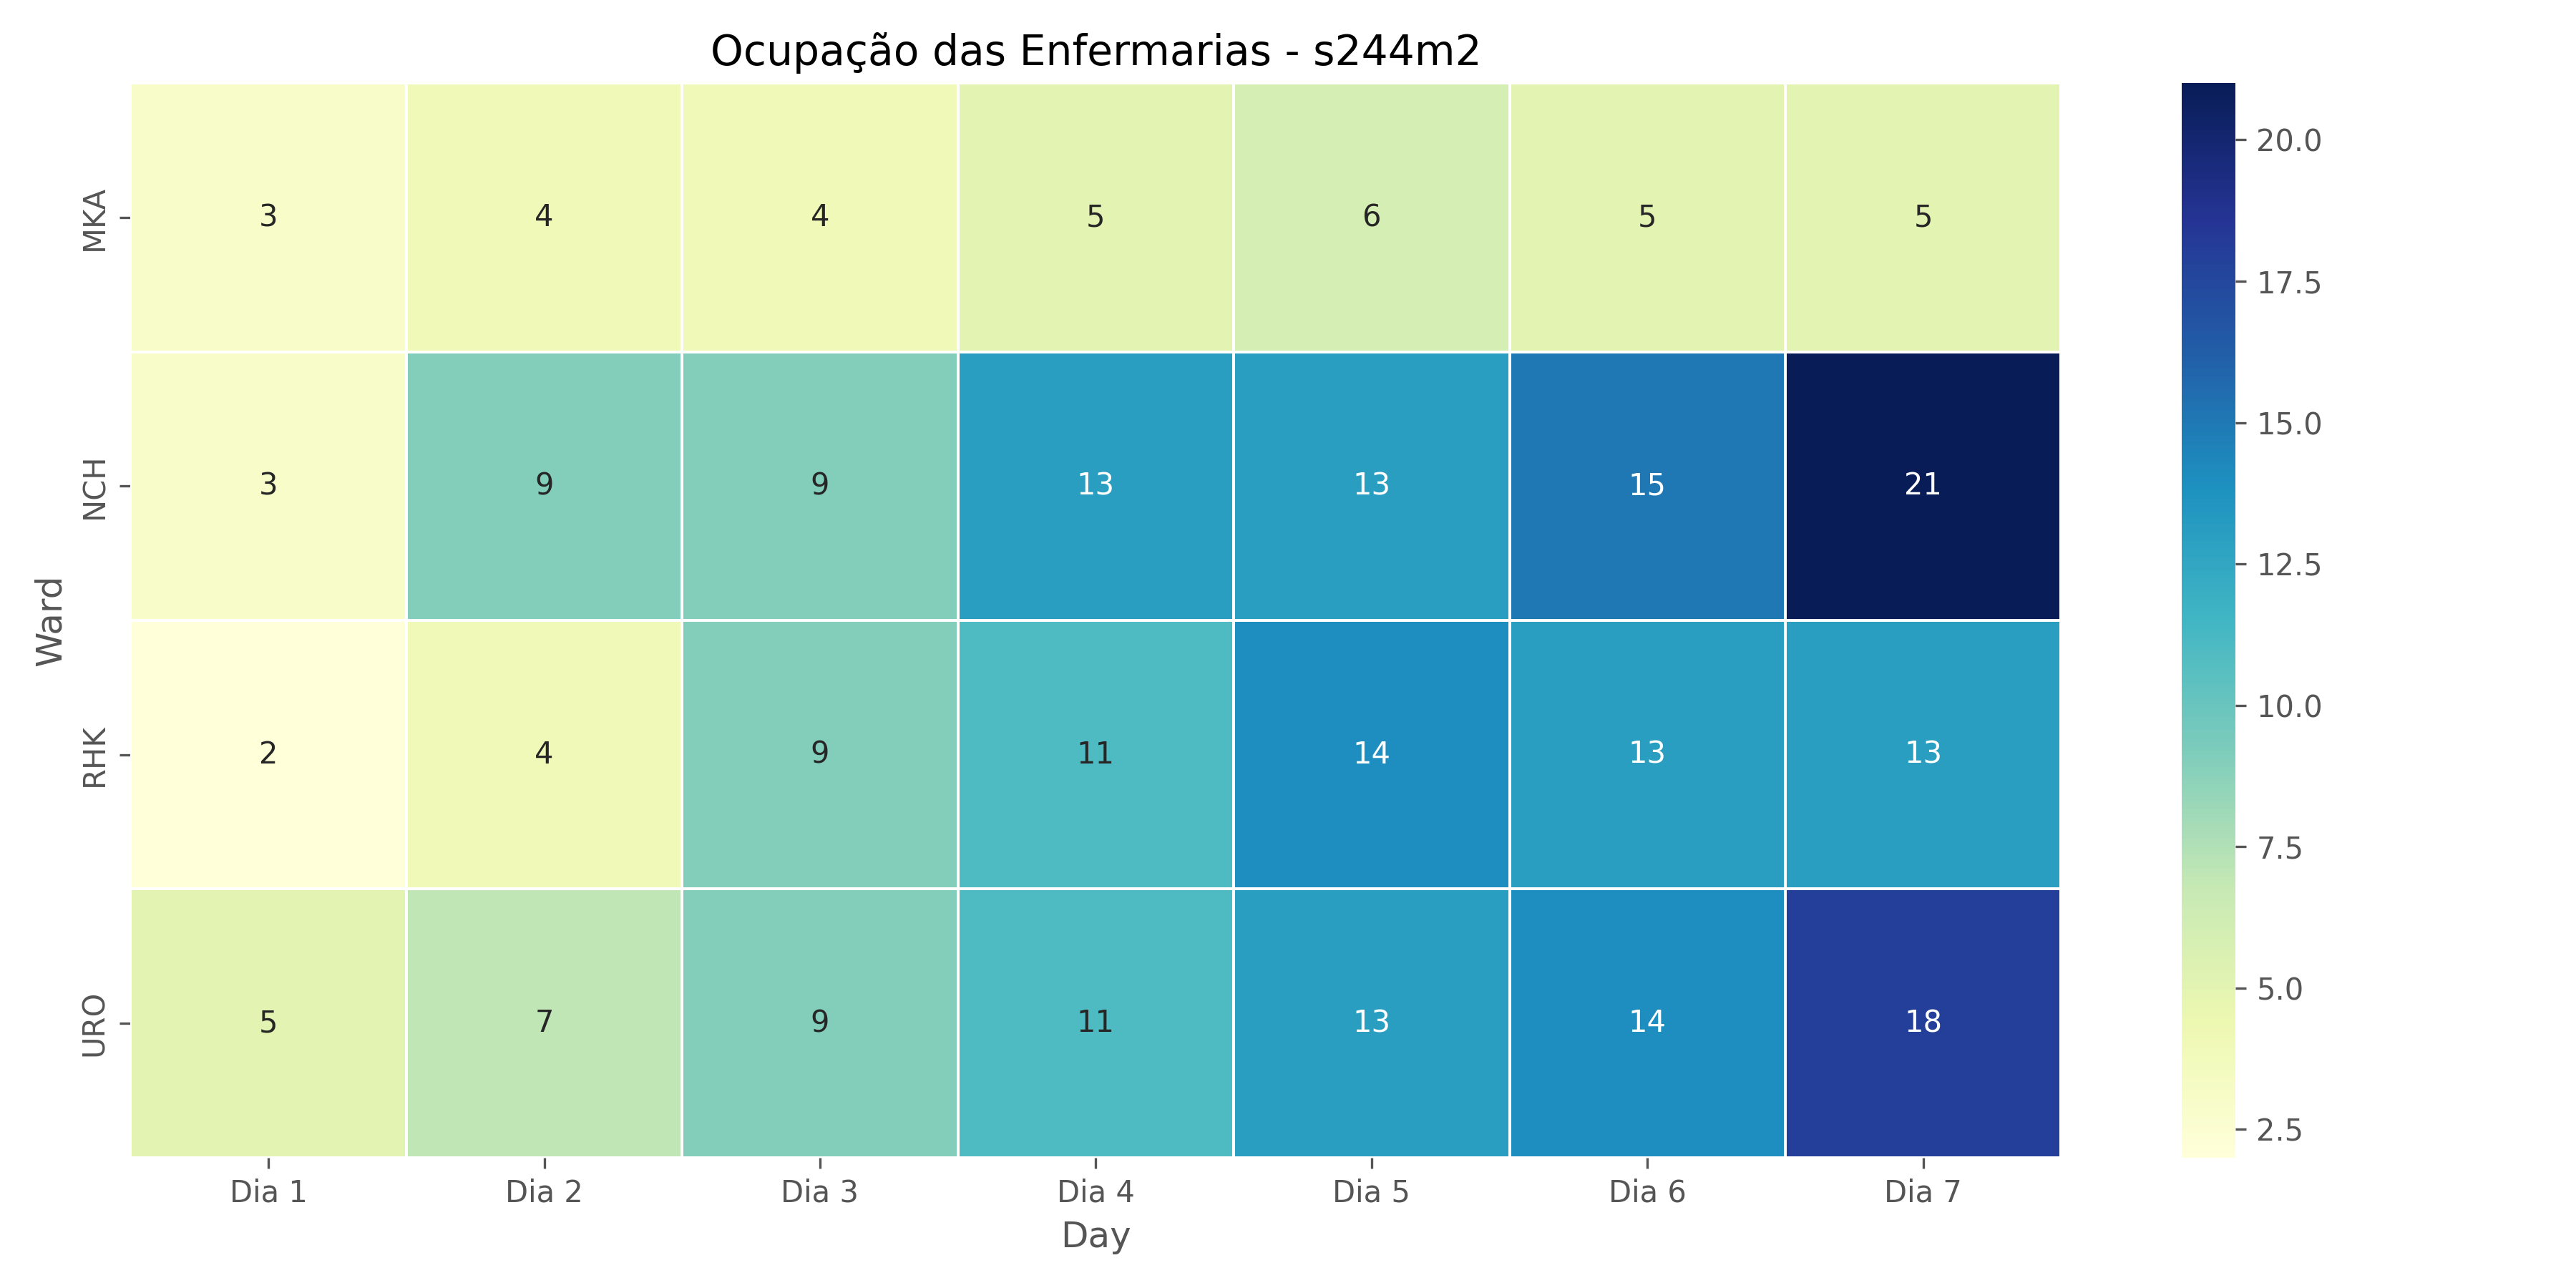 Ocupação das Enfermarias - s244m2
Ward
MKA 3 4 4 5 6 5 5
NCH 3 9 9 13 13 15 21
RHK 2 4 9 11 14 13 13
URO 5 7 9 11 13 14 18
Dia 1 Dia 2 Dia 3 Dia 4 Dia 5 Dia 6 Dia 7
Day
20.0
17.5
15.0
12.5
10.0
7.5
5.0
2.5